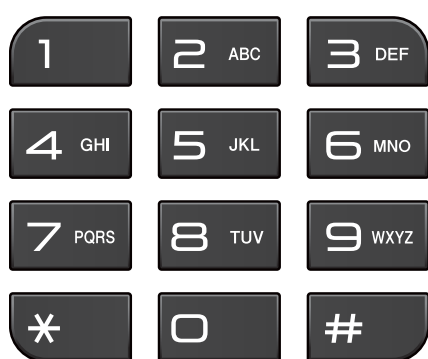 1 2 ABC 3 DEF
4 GHI 5 JKL 6 MNO
7 PQRS 8 TUV 9 WXYZ
* 0 #